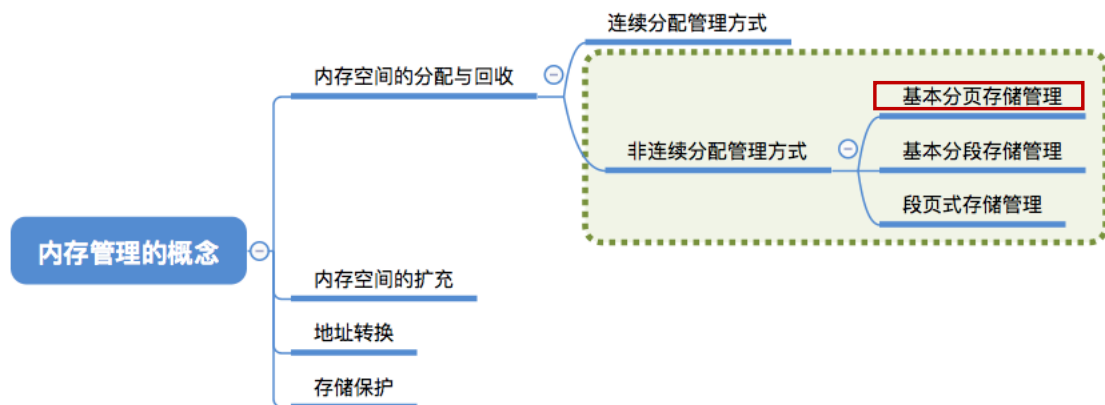 连续分配管理方式
内存空间的分配与回收
基本分页存储管理
非连续分配管理方式
基本分段存储管理
段页式存储管理
内存管理的概念
内存空间的扩充
地址转换
存储保护